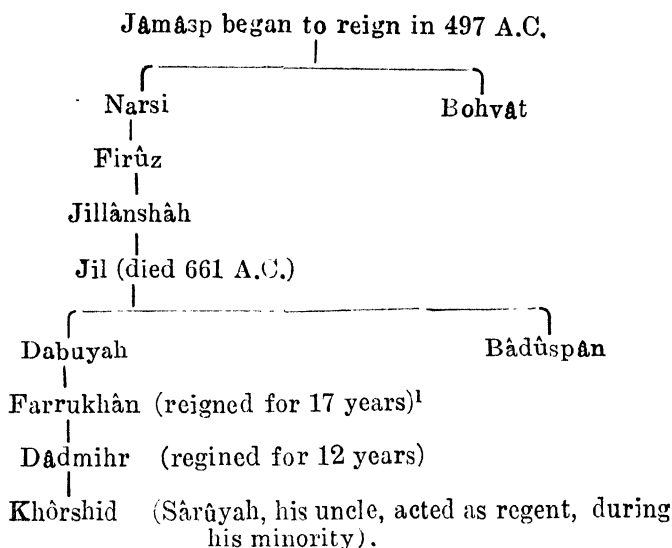 Jâmâsp began to reign in 497 A.C.
Narsi Bohvât
Firûz
Jillânshâh
Jil (died 661 A.C.)
Dabuyah Bâdûspân
Farrukhân (reigned for 17 years)¹
Dâdmihr (regined for 12 years)
Khôrshid (Sârûyah, his uncle, acted as regent, during
his minority).